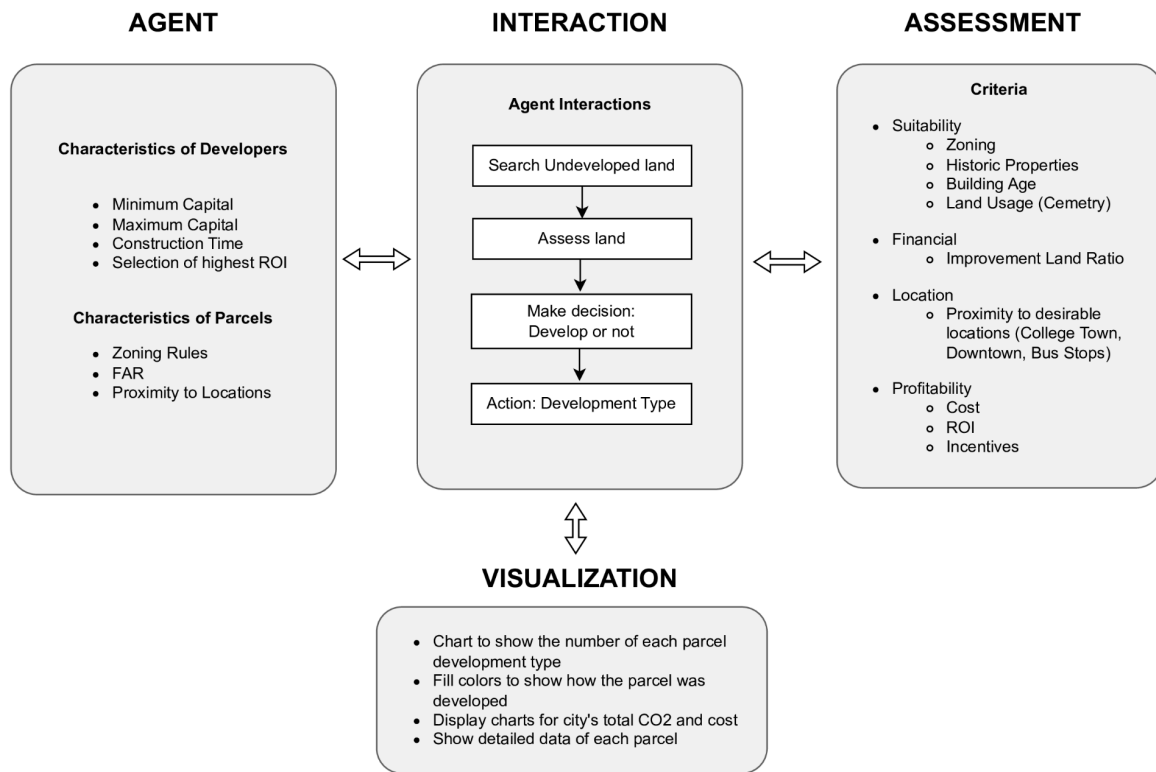 AGENT
Characteristics of Developers
• Minimum Capital
• Maximum Capital
• Construction Time
• Selection of highest ROI
Characteristics of Parcels
• Zoning Rules
• FAR
• Proximity to Locations
INTERACTION
Agent Interactions
Search Undeveloped land
Assess land
Make decision:
Develop or not
Action: Development Type
ASSESSMENT
Criteria
• Suitability
o Zoning
o Historic Properties
o Building Age
o Land Usage (Cemetry)
• Financial
o Improvement Land Ratio
• Location
o Proximity to desirable
locations (College Town,
Downtown, Bus Stops)
• Profitability
o Cost
o ROI
o Incentives
VISUALIZATION
• Chart to show the number of each parcel
development type
• Fill colors to show how the parcel was
developed
• Display charts for city's total CO2 and cost
• Show detailed data of each parcel